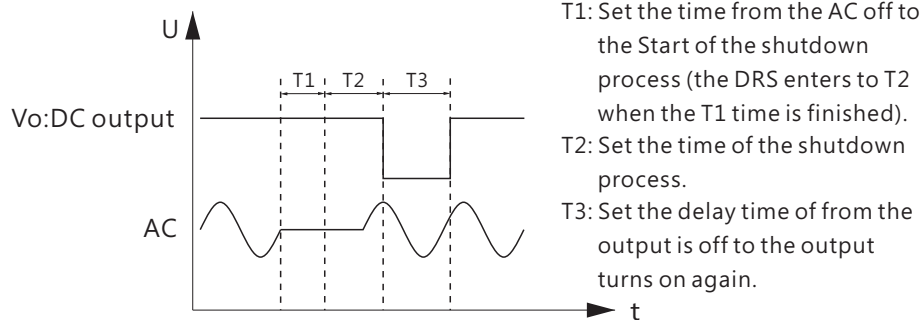 U
T1
T2
T3
Vo:DC output
AC
t
T1: Set the time from the AC off to
the Start of the shutdown
process (the DRS enters to T2
when the T1 time is finished).
T2: Set the time of the shutdown
process.
T3: Set the delay time of from the
output is off to the output
turns on again.